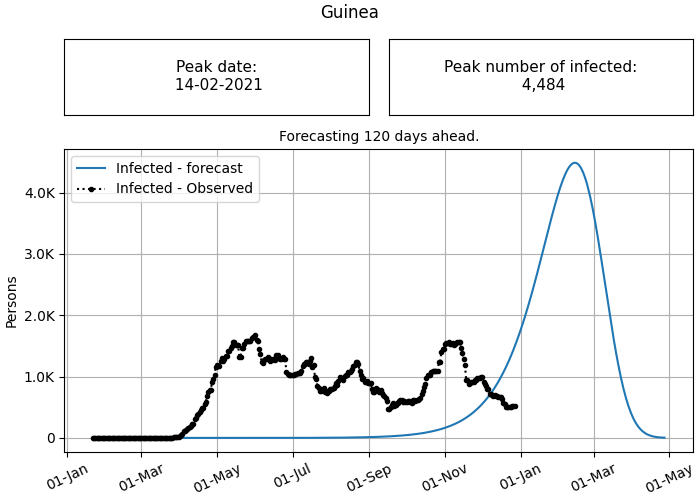 Guinea
Peak date:
14-02-2021
Peak number of infected:
4,484
Forecasting 120 days ahead.
Infected - forecast
Infected - Observed
4.0K
3.0K
2.0K
1.0K
0
Persons
01-Jan
01-Mar
01-May
01-Jul
01-Sep
01-Nov
01-Jan
01-Mar
01-May